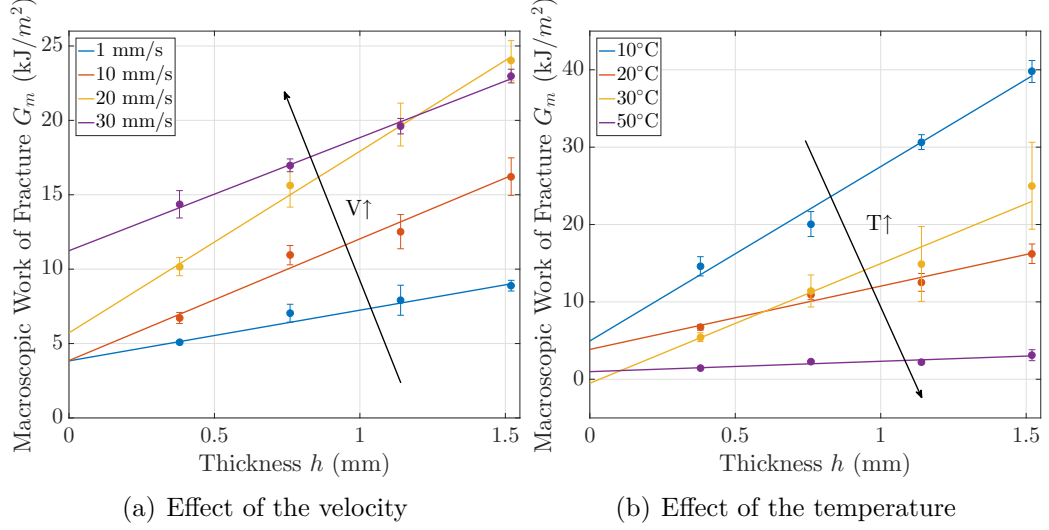 Macroscopic Work of Fracture G_m (kJ/m²)
25
20
15
10
5
0
1 mm/s
10 mm/s
20 mm/s
30 mm/s
V↑
0
0.5
1
1.5
Thickness h (mm)
(a) Effect of the velocity
Macroscopic Work of Fracture G_m (kJ/m²)
40
30
20
10
0
10°C
20°C
30°C
50°C
T↑
0
0.5
1
1.5
Thickness h (mm)
(b) Effect of the temperature